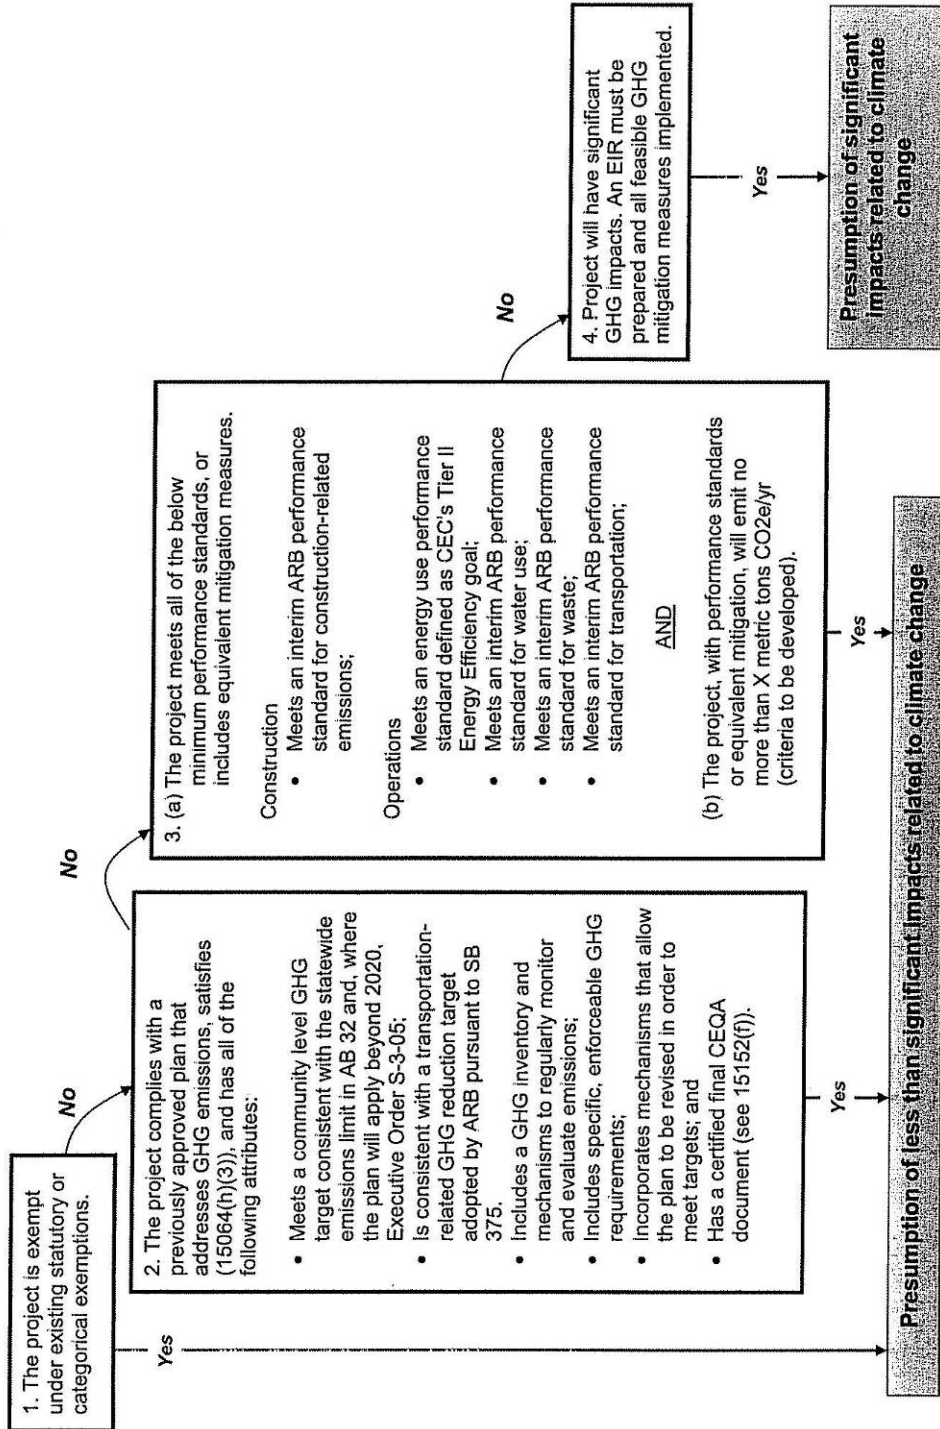 1. The project is exempt
under existing statutory or
categorical exemptions.
No
Yes
2. The project complies with a
previously approved plan that
addresses GHG emissions, satisfies
(15064(h)(3)), and has all of the
following attributes:
• Meets a community level GHG
target consistent with the statewide
emissions limit in AB 32 and, where
the plan will apply beyond 2020,
Executive Order S-3-05;
• Is consistent with a transportation-
related GHG reduction target
adopted by ARB pursuant to SB
375.
• Includes a GHG inventory and
mechanisms to regularly monitor
and evaluate emissions;
• Includes specific, enforceable GHG
requirements;
• Incorporates mechanisms that allow
the plan to be revised in order to
meet targets; and
• Has a certified final CEQA
document (see 15152(f)).
No
Yes
3. (a) The project meets all of the below
minimum performance standards, or
includes equivalent mitigation measures.
Construction
• Meets an interim ARB performance
standard for construction-related
emissions;
Operations
• Meets an energy use performance
standard defined as CEC's Tier II
Energy Efficiency goal;
• Meets an interim ARB performance
standard for water use;
• Meets an interim ARB performance
standard for waste;
• Meets an interim ARB performance
standard for transportation;
AND
(b) The project, with performance standards
or equivalent mitigation, will emit no
more than X metric tons CO2e/yr
(criteria to be developed).
No
Yes
4. Project will have significant
GHG impacts. An EIR must be
prepared and all feasible GHG
mitigation measures implemented.
Yes
Presumption of less than significant impacts related to climate change
Presumption of significant
impacts related to climate
change